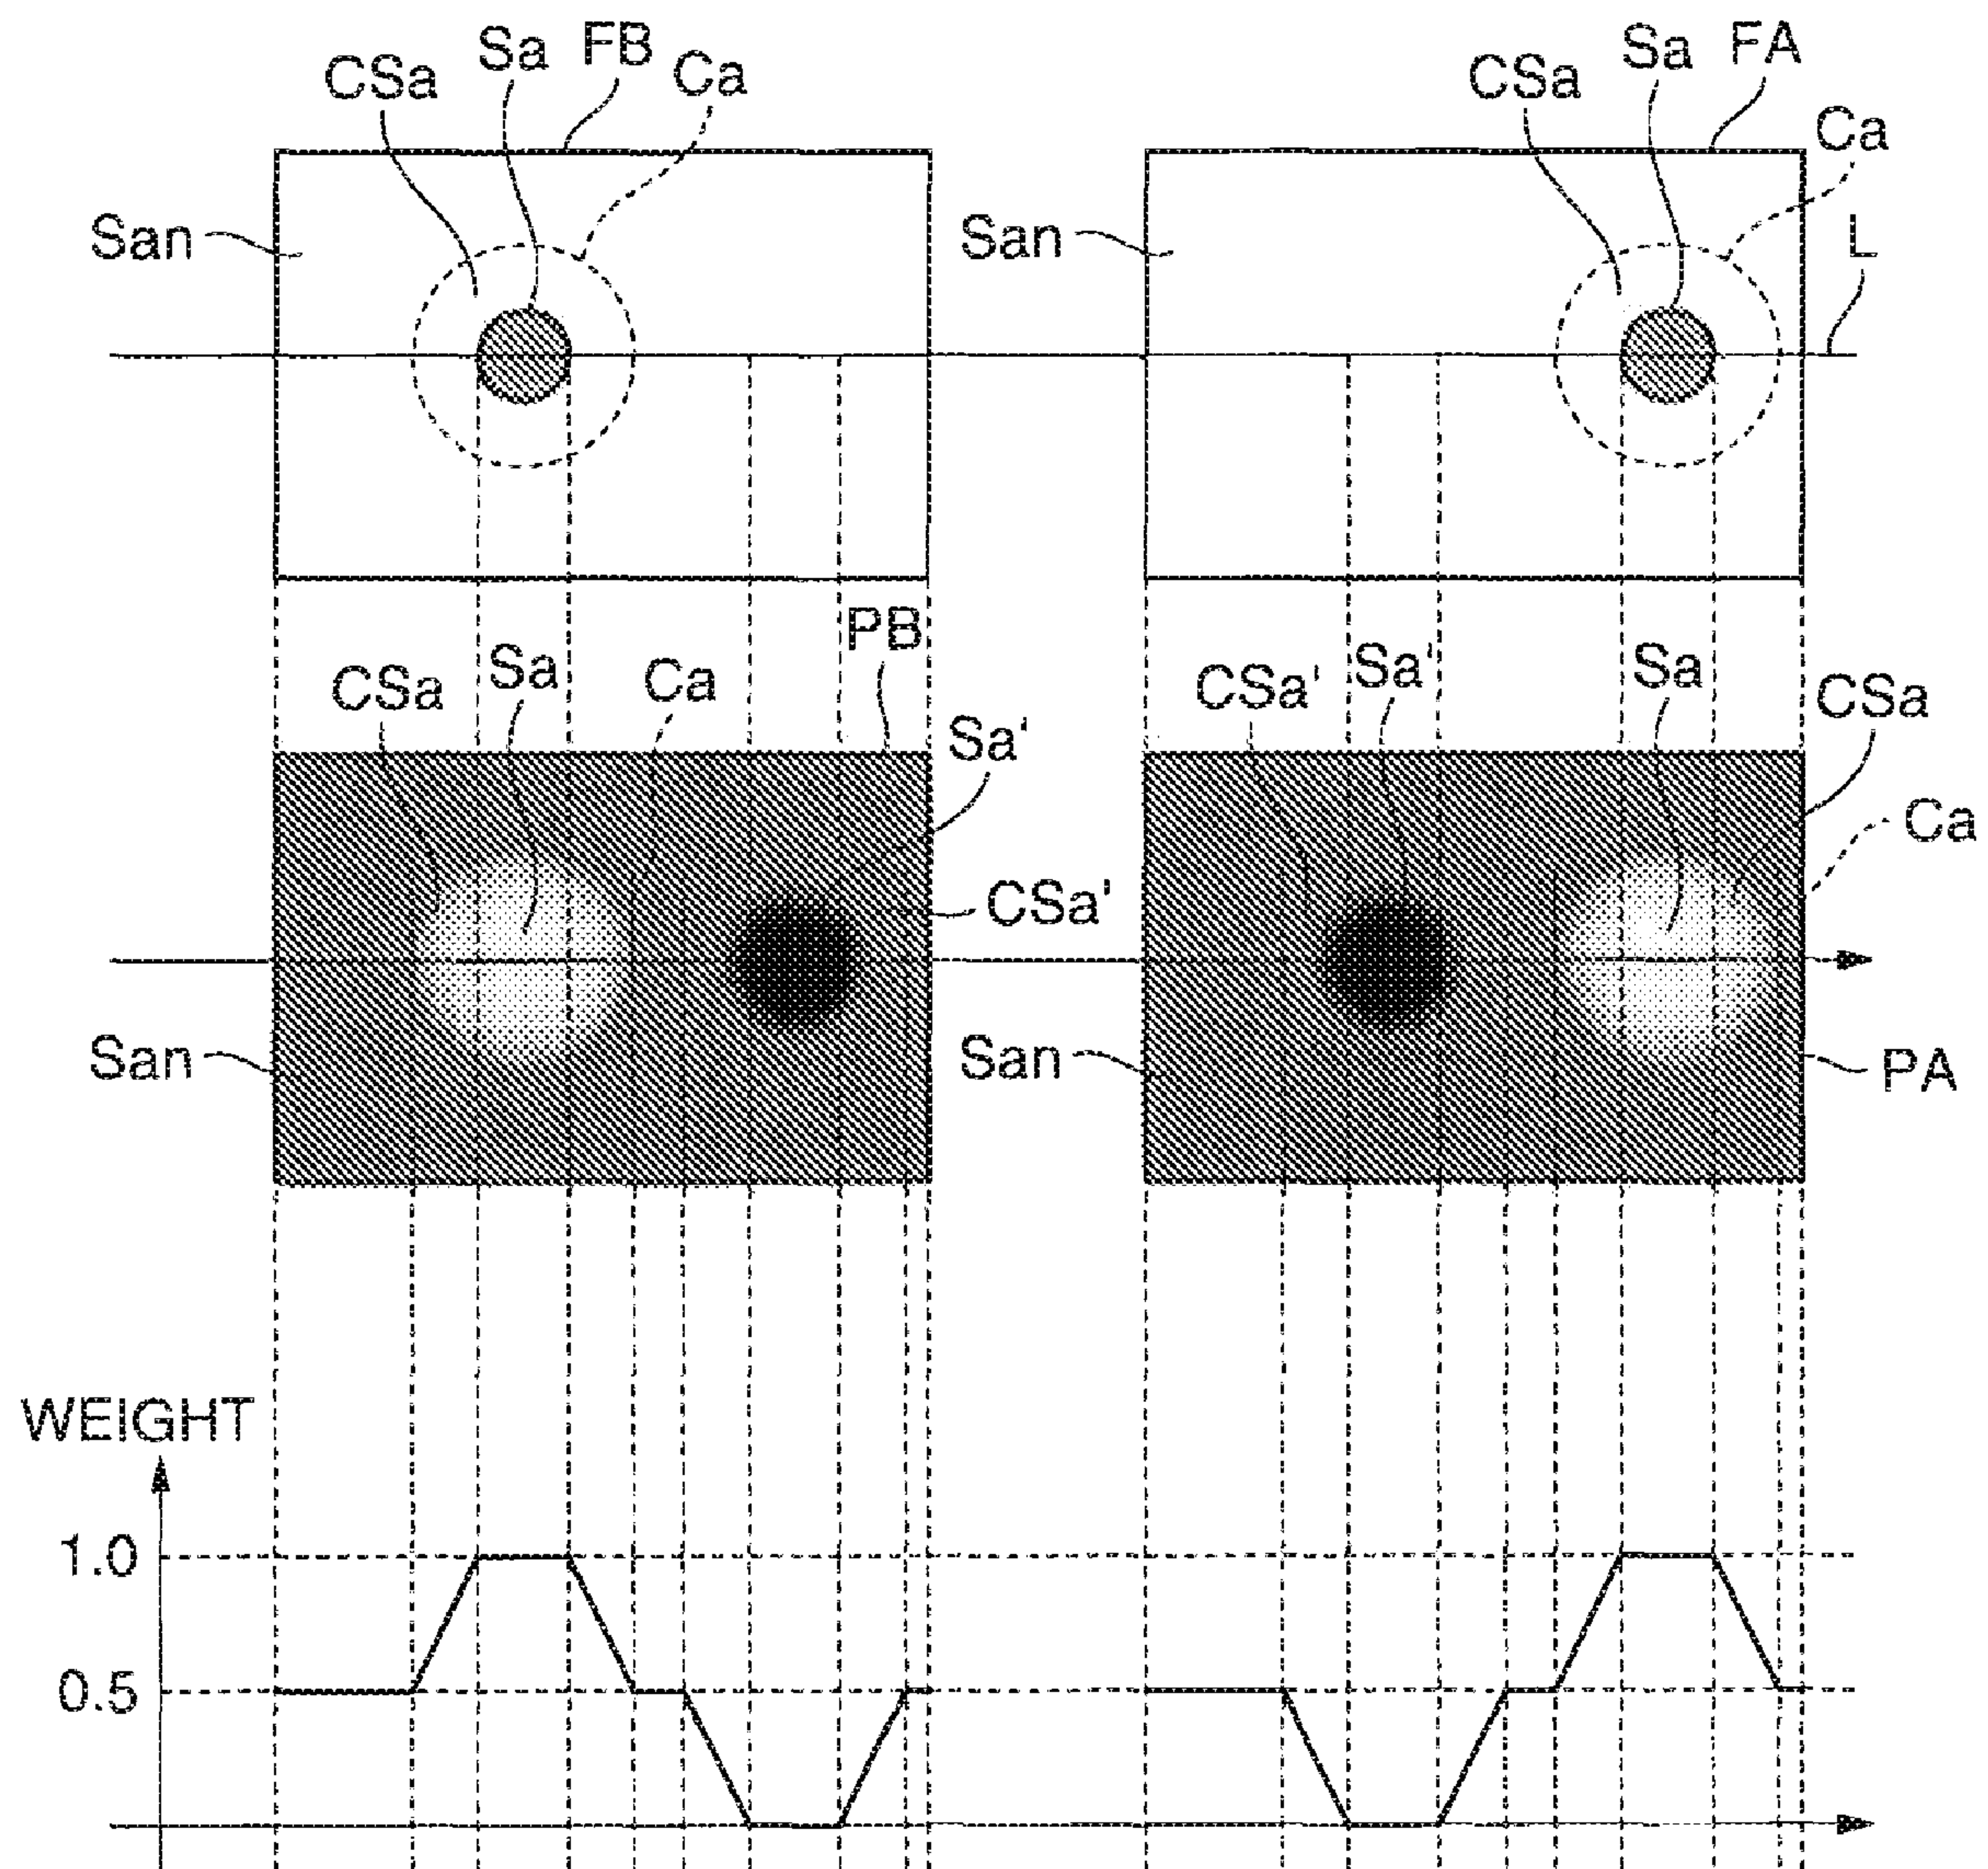 CSa Sa FB Ca CSa Sa FA Ca
San San L
PB
CSa Sa Ca CSa' Sa' Sa CSa
Sa'
Ca
CSa'
San San PA
WEIGHT
1.0
0.5